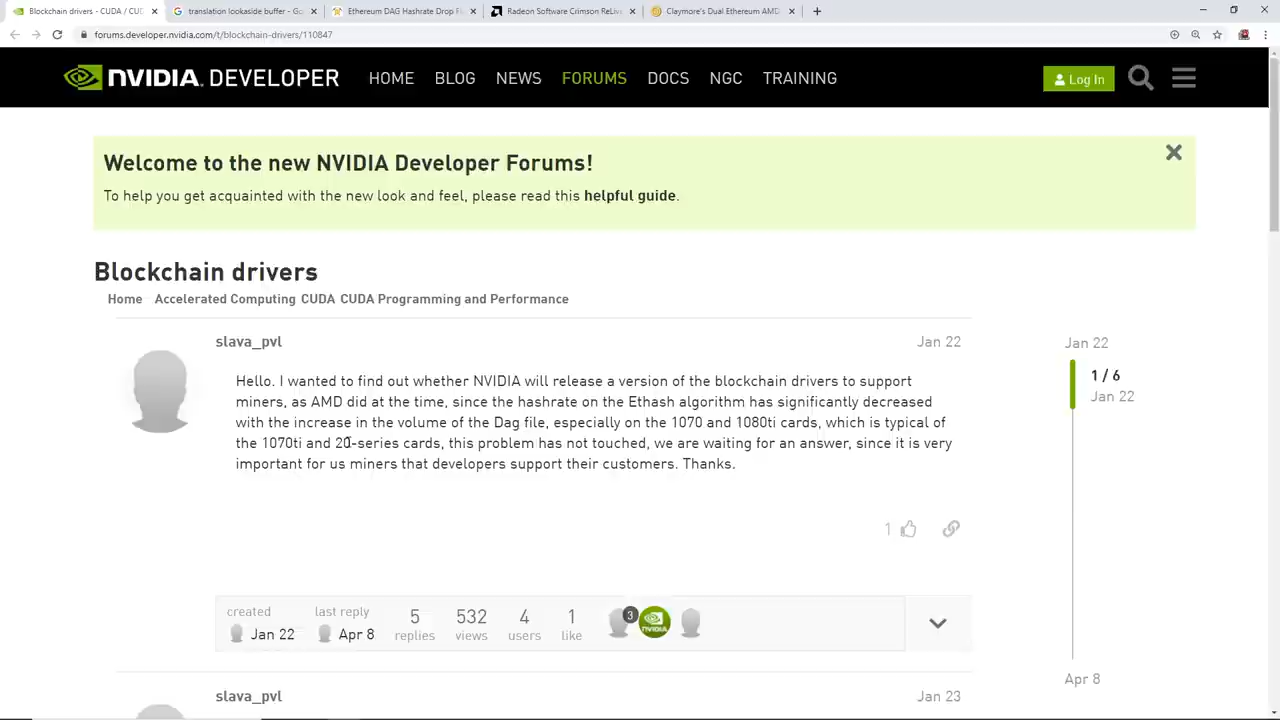 Blockchain drivers - CUDA / CUD
translation lookaside buffer - Go
Ethereum DAG Hashrate Drop
Radeon Software Crimson ReLive
Claymore's Dual Ethereum AMD
forums.developer.nvidia.com/t/blockchain-drivers/110847
NVIDIA. DEVELOPER HOME BLOG NEWS FORUMS DOCS NGC TRAINING Log In
Welcome to the new NVIDIA Developer Forums!
To help you get acquainted with the new look and feel, please read this helpful guide.
Blockchain drivers
Home Accelerated Computing CUDA CUDA Programming and Performance
slava_pvl Jan 22
Hello. I wanted to find out whether NVIDIA will release a version of the blockchain drivers to support
miners, as AMD did at the time, since the hashrate on the Ethash algorithm has significantly decreased
with the increase in the volume of the Dag file, especially on the 1070 and 1080ti cards, which is typical of
the 1070ti and 20-series cards, this problem has not touched, we are waiting for an answer, since it is very
important for us miners that developers support their customers. Thanks.
1
Jan 22
1 / 6
Jan 22
Apr 8
created last reply 5 532 4 1 3
Jan 22 Apr 8 replies views users like
slava_pvl Jan 23